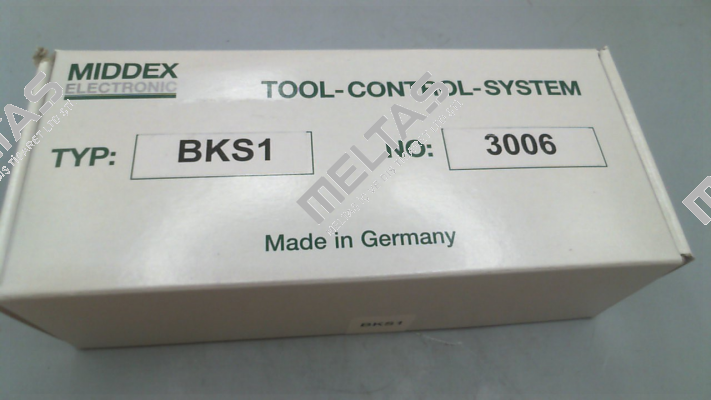 MIDDEX
ELECTRONIC
TOOL-CONTROL-SYSTEM
TYP: BKS1 NO: 3006
Made in Germany
BKS1
MELTAS